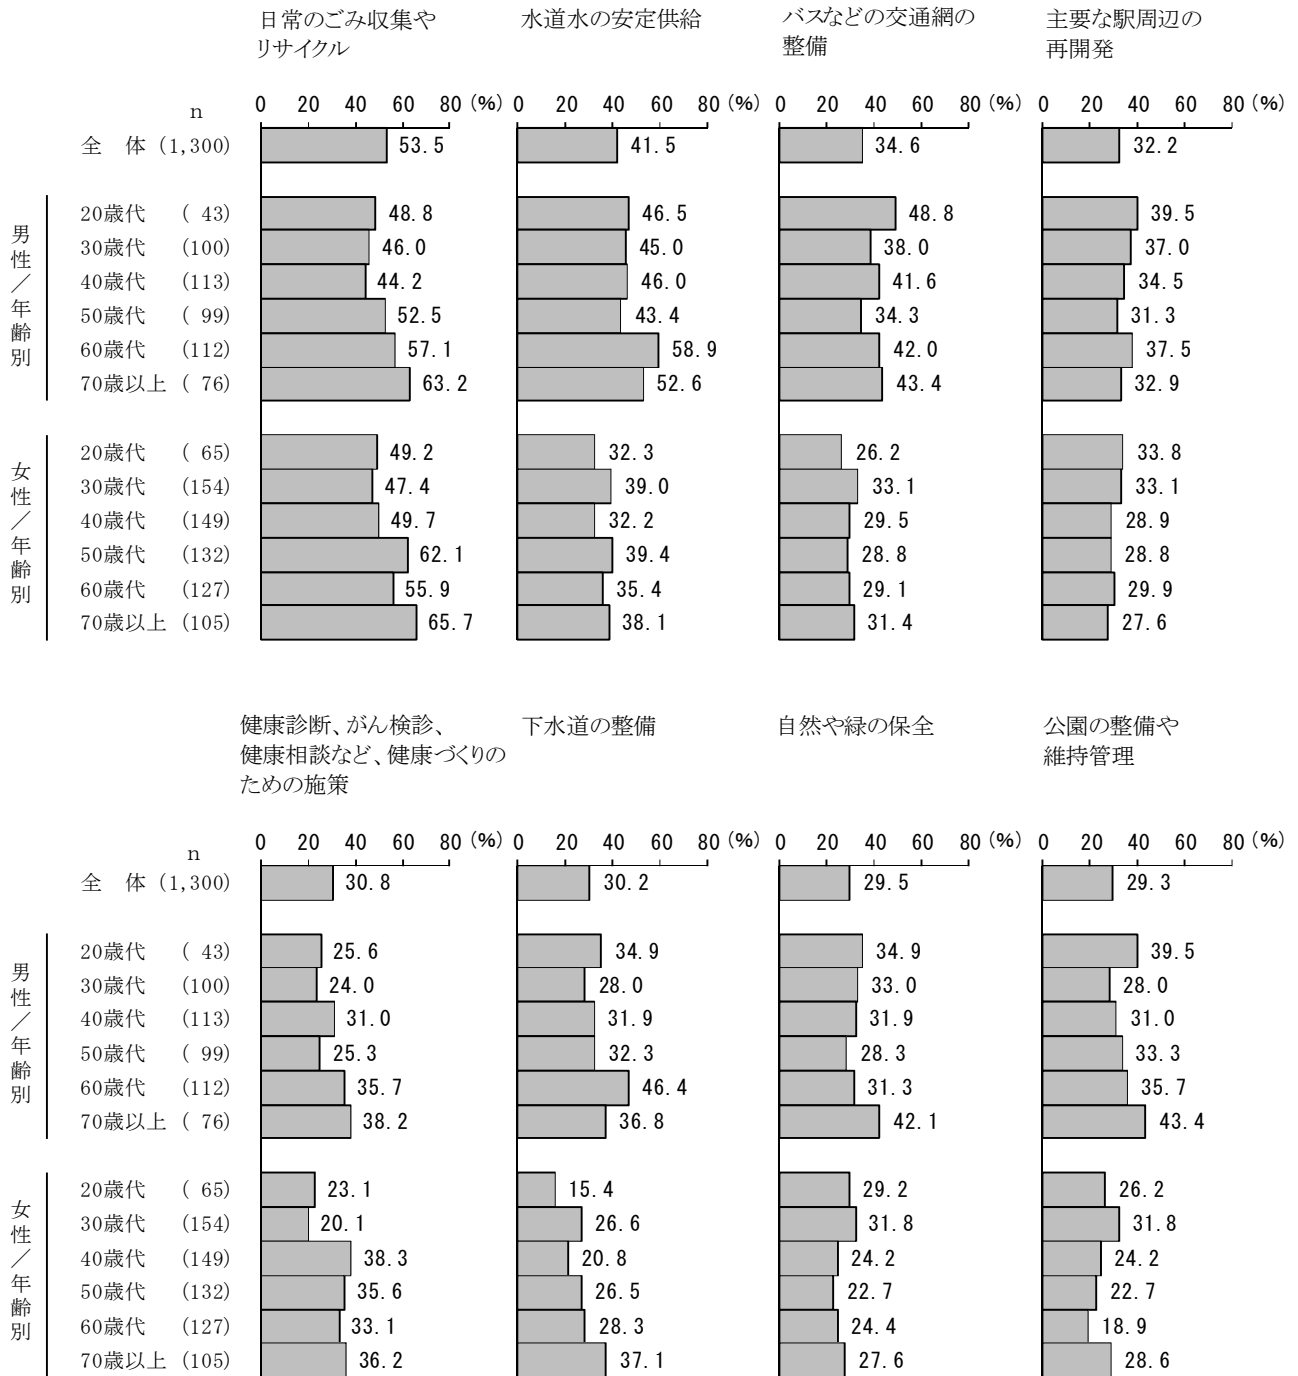 日常のごみ収集や 水道水の安定供給 バスなどの交通網の 主要な駅周辺の
リサイクル 整備 再開発
n 0 20 40 60 80 (%) 0 20 40 60 80 (%) 0 20 40 60 80 (%) 0 20 40 60 80 (%)
全 体 (1,300) 53.5 41.5 34.6 32.2
男性／年齢別
20歳代 ( 43) 48.8 46.5 48.8 39.5
30歳代 (100) 46.0 45.0 38.0 37.0
40歳代 (113) 44.2 46.0 41.6 34.5
50歳代 ( 99) 52.5 43.4 34.3 31.3
60歳代 (112) 57.1 58.9 42.0 37.5
70歳以上 ( 76) 63.2 52.6 43.4 32.9
女性／年齢別
20歳代 ( 65) 49.2 32.3 26.2 33.8
30歳代 (154) 47.4 39.0 33.1 33.1
40歳代 (149) 49.7 32.2 29.5 28.9
50歳代 (132) 62.1 39.4 28.8 28.8
60歳代 (127) 55.9 35.4 29.1 29.9
70歳以上 (105) 65.7 38.1 31.4 27.6
健康診断、がん検診、 下水道の整備 自然や緑の保全 公園の整備や
健康相談など、健康づくりの 維持管理
ための施策
n 0 20 40 60 80 (%) 0 20 40 60 80 (%) 0 20 40 60 80 (%) 0 20 40 60 80 (%)
全 体 (1,300) 30.8 30.2 29.5 29.3
男性／年齢別
20歳代 ( 43) 25.6 34.9 34.9 39.5
30歳代 (100) 24.0 28.0 33.0 28.0
40歳代 (113) 31.0 31.9 31.9 31.0
50歳代 ( 99) 25.3 32.3 28.3 33.3
60歳代 (112) 35.7 46.4 31.3 35.7
70歳以上 ( 76) 38.2 36.8 42.1 43.4
女性／年齢別
20歳代 ( 65) 23.1 15.4 29.2 26.2
30歳代 (154) 20.1 26.6 31.8 31.8
40歳代 (149) 38.3 20.8 24.2 24.2
50歳代 (132) 35.6 26.5 22.7 22.7
60歳代 (127) 33.1 28.3 24.4 18.9
70歳以上 (105) 36.2 37.1 27.6 28.6